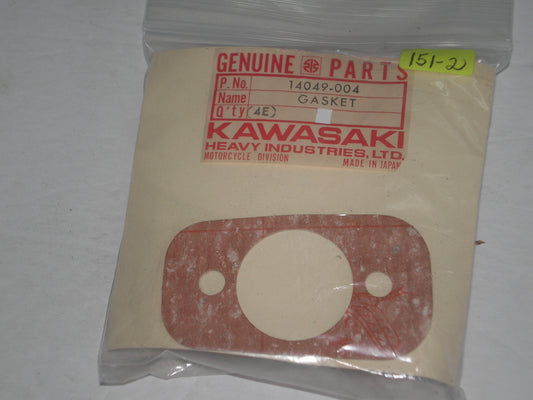 151-2
GENUINE PARTS
P. No. 14049-004
Name GASKET
Q'ty (4E)
KAWASAKI
HEAVY INDUSTRIES, LTD.
MOTORCYCLE DIVISION MADE IN JAPAN